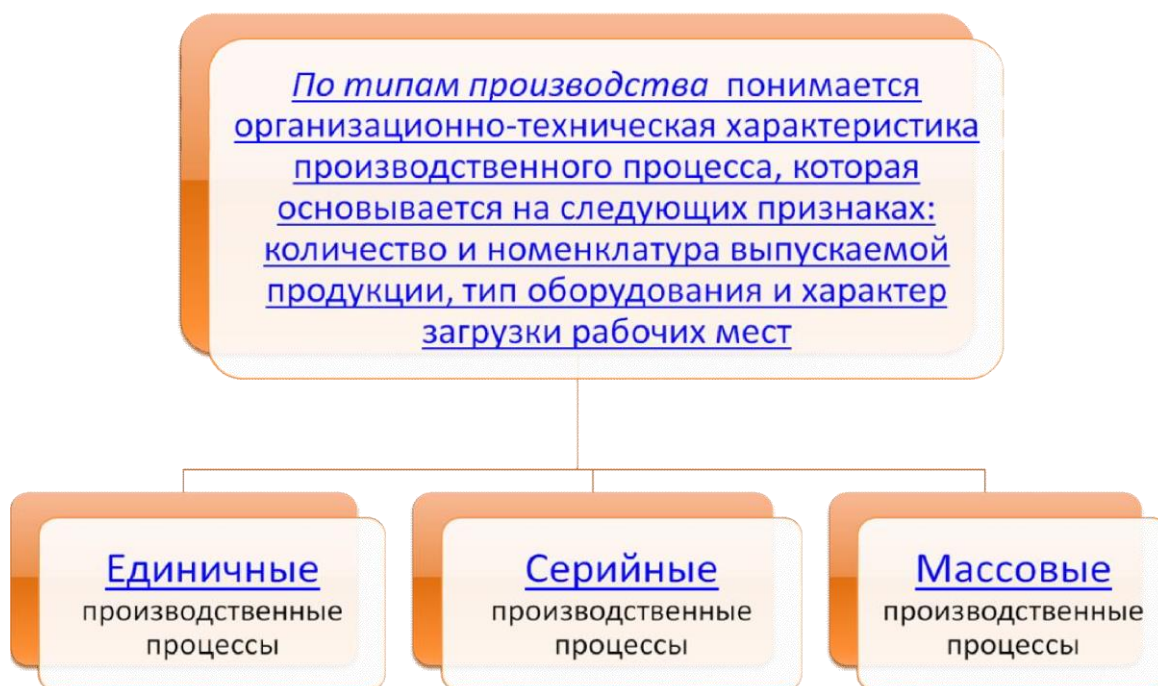 По типам производства понимается
организационно-техническая характеристика
производственного процесса, которая
основывается на следующих признаках:
количество и номенклатура выпускаемой
продукции, тип оборудования и характер
загрузки рабочих мест
Единичные
производственные
процессы
Серийные
производственные
процессы
Массовые
производственные
процессы